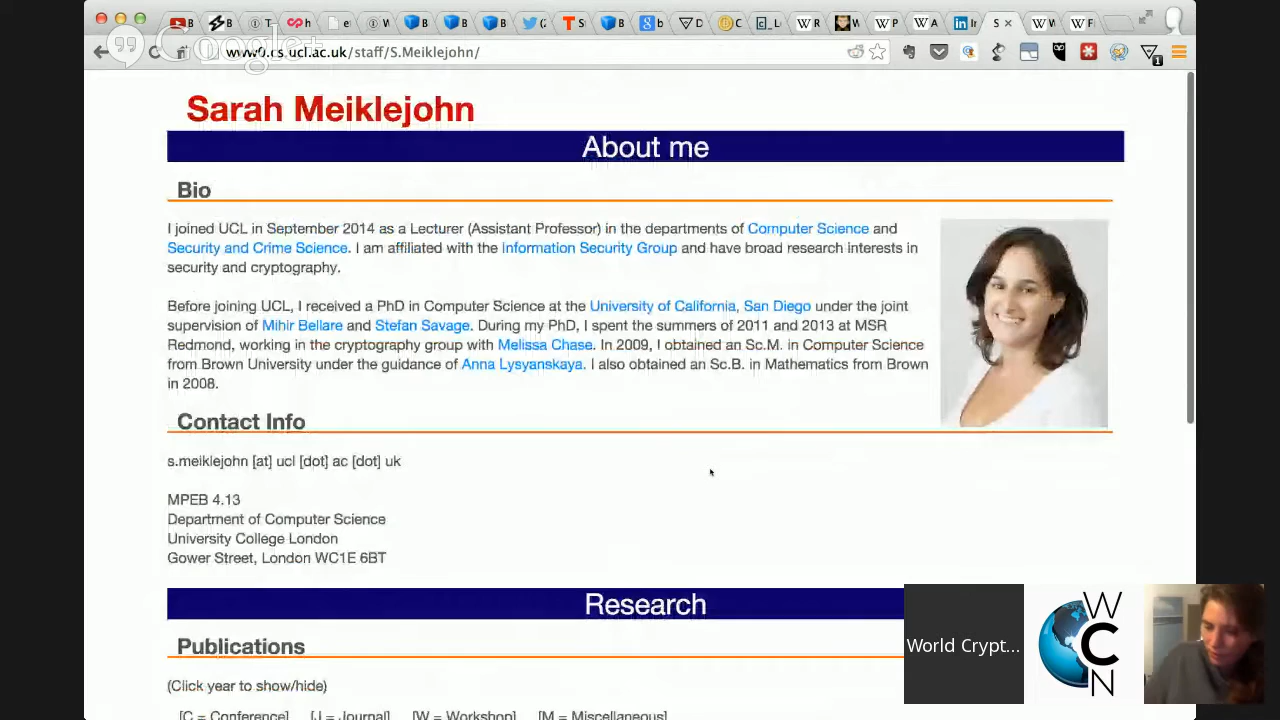 Google+
www0.cs.ucl.ac.uk/staff/S.Meiklejohn/
Sarah Meiklejohn
About me
Bio
I joined UCL in September 2014 as a Lecturer (Assistant Professor) in the departments of Computer Science and
Security and Crime Science. I am affiliated with the Information Security Group and have broad research interests in
security and cryptography.
Before joining UCL, I received a PhD in Computer Science at the University of California, San Diego under the joint
supervision of Mihir Bellare and Stefan Savage. During my PhD, I spent the summers of 2011 and 2013 at MSR
Redmond, working in the cryptography group with Melissa Chase. In 2009, I obtained an Sc.M. in Computer Science
from Brown University under the guidance of Anna Lysyanskaya. I also obtained an Sc.B. in Mathematics from Brown
in 2008.
Contact Info
s.meiklejohn [at] ucl [dot] ac [dot] uk
MPEB 4.13
Department of Computer Science
University College London
Gower Street, London WC1E 6BT
Research
Publications
(Click year to show/hide)
[C = Conference] [J = Journal] [W = Workshop] [M = Miscellaneous]
World Crypt...
W
C
N